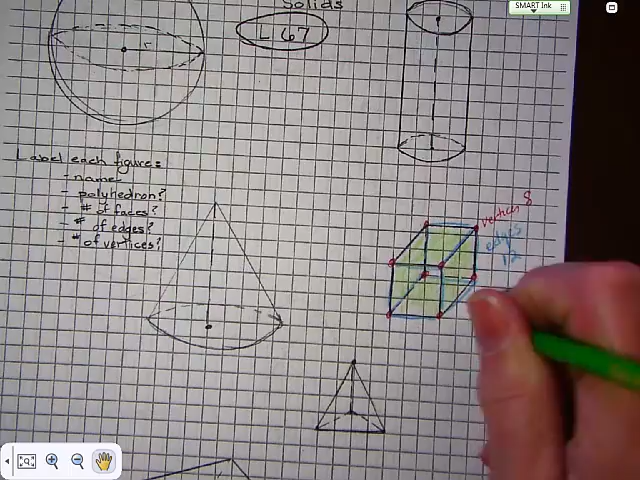 Solids
SMART Ink
L 67
r
Label each figure:
- name
- polyhedron?
- # of faces?
- # of edges?
- # of vertices?
vertices 8
edges
12